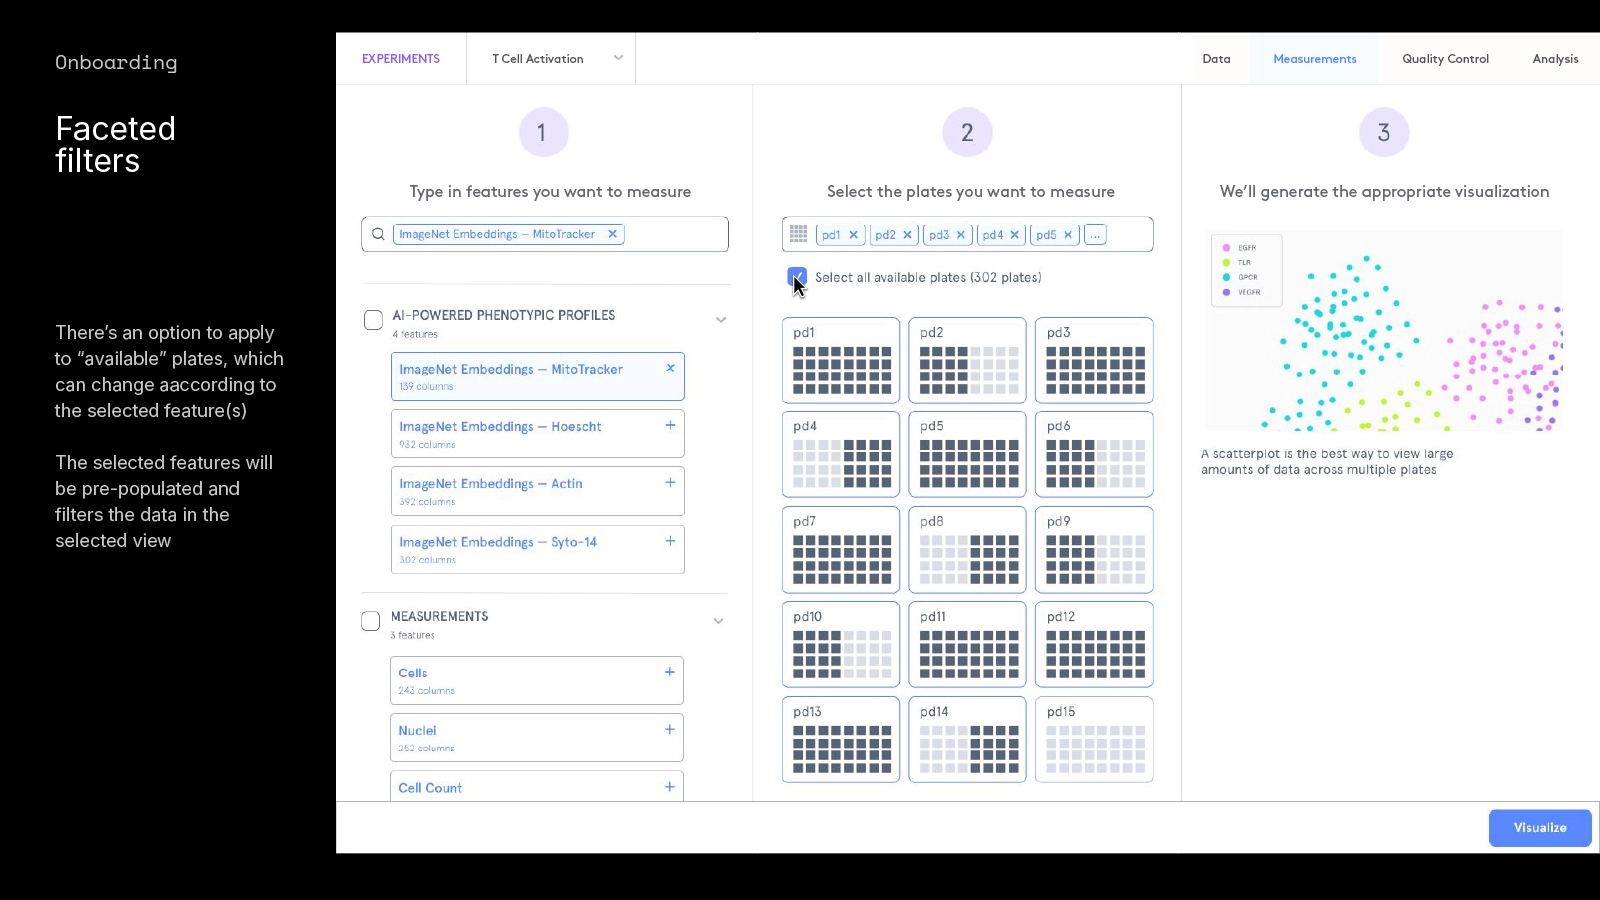 Onboarding
Faceted
filters
There's an option to apply
to “available” plates, which
can change aaccording to
the selected feature(s)
The selected features will
be pre-populated and
filters the data in the
selected view
EXPERIMENTS
T Cell Activation
Data
Measurements
Quality Control
Analysis
1
Type in features you want to measure
ImageNet Embeddings – MitoTracker
AI-POWERED PHENOTYPIC PROFILES
4 features
ImageNet Embeddings – MitoTracker
139 columns
ImageNet Embeddings – Hoescht
932 columns
ImageNet Embeddings – Actin
392 columns
ImageNet Embeddings – Syto-14
302 columns
MEASUREMENTS
3 features
Cells
243 columns
Nuclei
252 columns
Cell Count
2
Select the plates you want to measure
pd1 pd2 pd3 pd4 pd5 ...
Select all available plates (302 plates)
pd1 pd2 pd3
pd4 pd5 pd6
pd7 pd8 pd9
pd10 pd11 pd12
pd13 pd14 pd15
3
We'll generate the appropriate visualization
EGFR
TLR
GPCR
VEGFR
A scatterplot is the best way to view large
amounts of data across multiple plates
Visualize